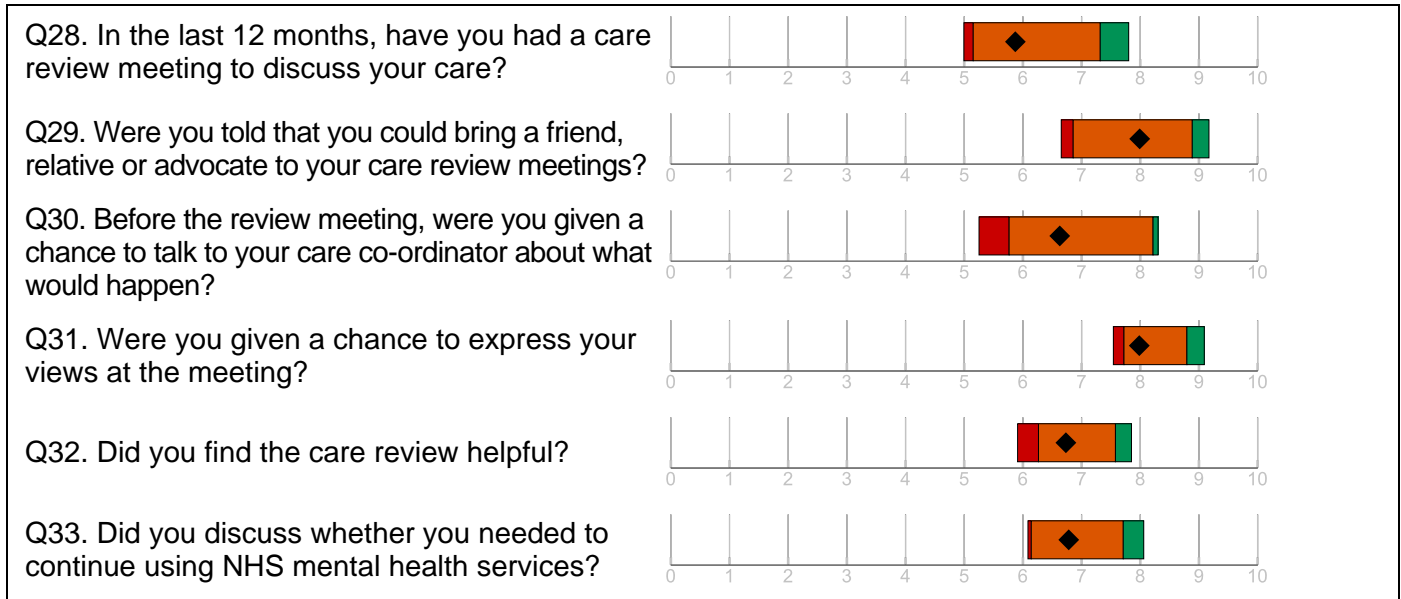 Q28. In the last 12 months, have you had a care
review meeting to discuss your care?
0 1 2 3 4 5 6 7 8 9 10
Q29. Were you told that you could bring a friend,
relative or advocate to your care review meetings?
0 1 2 3 4 5 6 7 8 9 10
Q30. Before the review meeting, were you given a
chance to talk to your care co-ordinator about what
would happen?
0 1 2 3 4 5 6 7 8 9 10
Q31. Were you given a chance to express your
views at the meeting?
0 1 2 3 4 5 6 7 8 9 10
Q32. Did you find the care review helpful?
0 1 2 3 4 5 6 7 8 9 10
Q33. Did you discuss whether you needed to
continue using NHS mental health services?
0 1 2 3 4 5 6 7 8 9 10